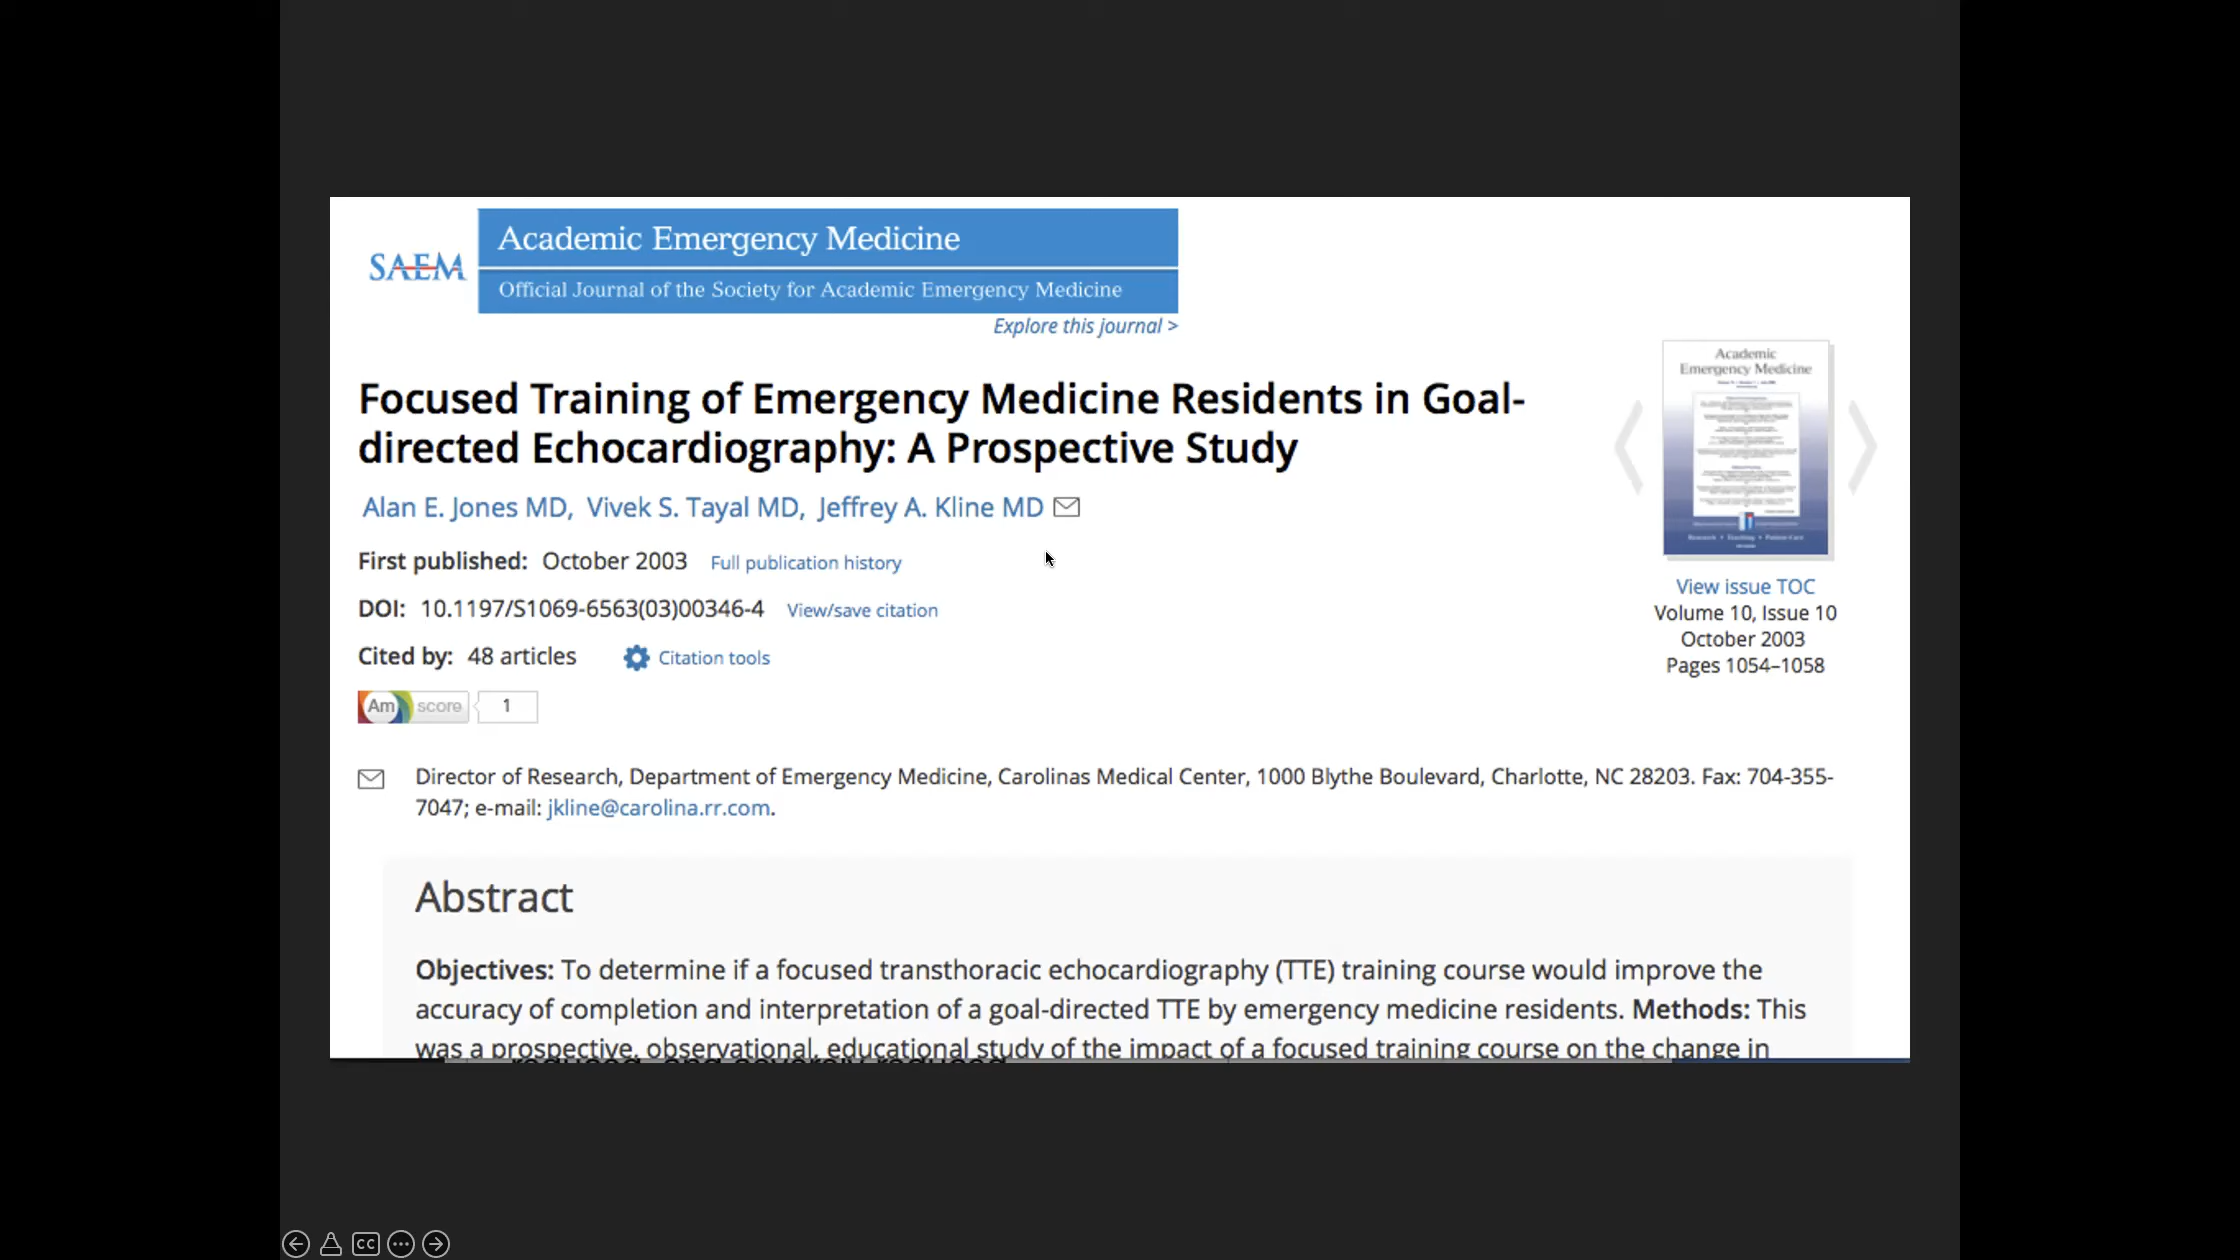 SAEM
Academic Emergency Medicine
Official Journal of the Society for Academic Emergency Medicine
Explore this journal >
Focused Training of Emergency Medicine Residents in Goal-
directed Echocardiography: A Prospective Study
Alan E. Jones MD, Vivek S. Tayal MD, Jeffrey A. Kline MD
First published: October 2003 Full publication history
DOI: 10.1197/S1069-6563(03)00346-4 View/save citation
Cited by: 48 articles Citation tools
Am score 1
Academic
Emergency Medicine
View issue TOC
Volume 10, Issue 10
October 2003
Pages 1054–1058
Director of Research, Department of Emergency Medicine, Carolinas Medical Center, 1000 Blythe Boulevard, Charlotte, NC 28203. Fax: 704-355-
7047; e-mail: jkline@carolina.rr.com.
Abstract
Objectives: To determine if a focused transthoracic echocardiography (TTE) training course would improve the
accuracy of completion and interpretation of a goal-directed TTE by emergency medicine residents. Methods: This
was a prospective, observational, educational study of the impact of a focused training course on the change in
reduced, and severely reduced
CC